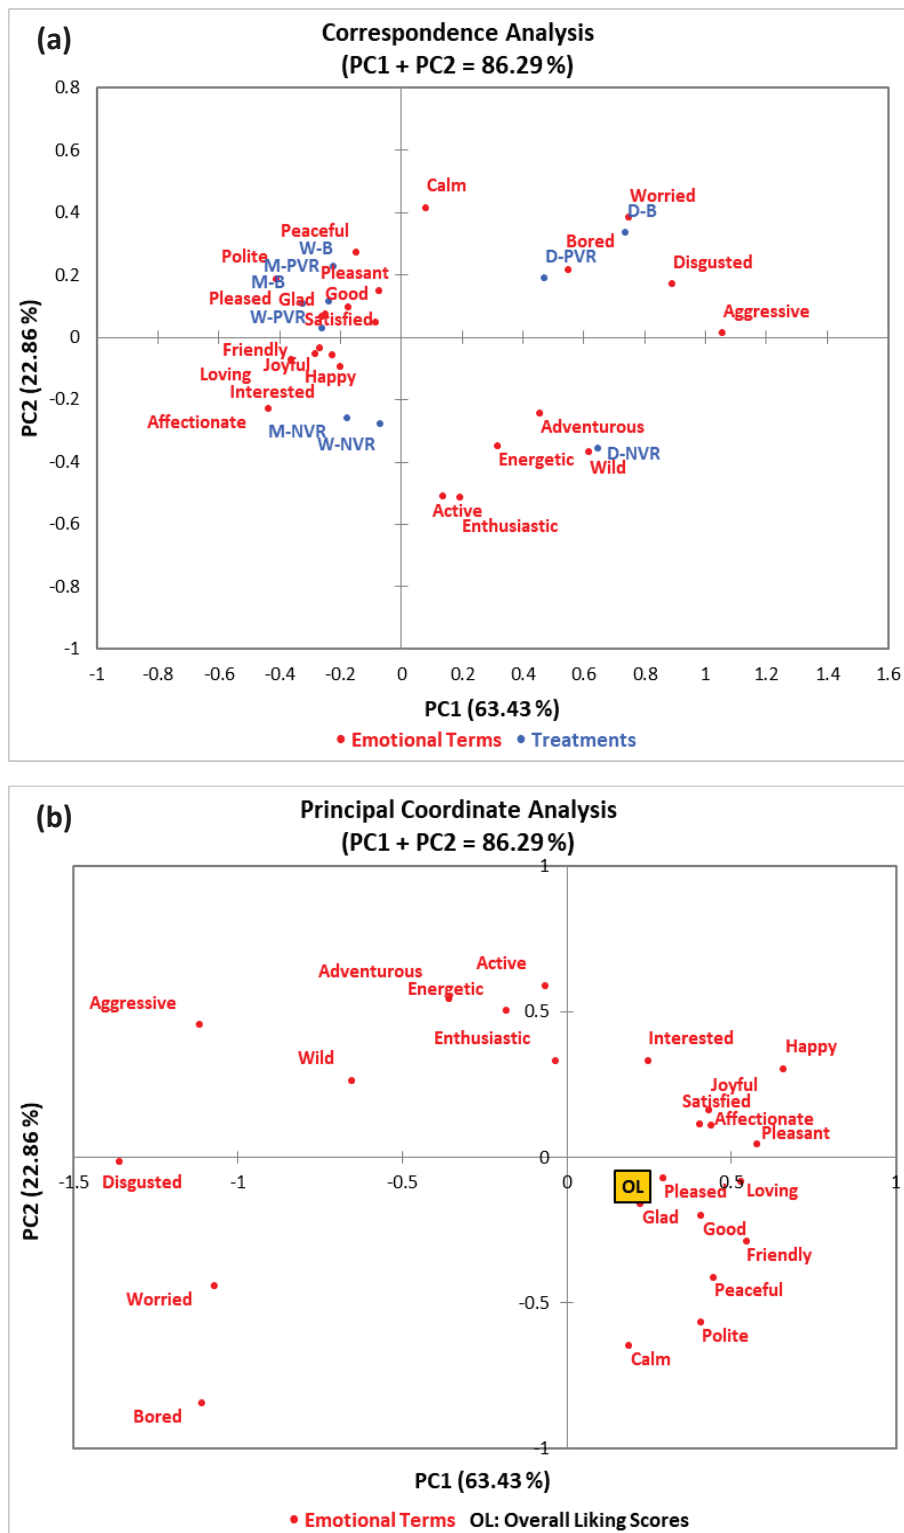 (a)
Correspondence Analysis
(PC1 + PC2 = 86.29 %)
0.8
0.6
0.4
0.2
0
-0.2
-0.4
-0.6
-0.8
-1
PC2 (22.86 %)
Calm
Worried
D-B
Peaceful
W-B
Bored
Polite
D-PVR
M-PVR
Disgusted
Pleasant
M-B
Pleased
Glad
Good
Aggressive
W-PVR
Satisfied
Friendly
Joyful
Loving
Happy
Interested
Affectionate
Adventurous
M-NVR
W-NVR
D-NVR
Energetic
Wild
Active
Enthusiastic
-1 -0.8 -0.6 -0.4 -0.2 0 0.2 0.4 0.6 0.8 1 1.2 1.4 1.6
PC1 (63.43 %)
Emotional Terms Treatments
(b)
Principal Coordinate Analysis
(PC1 + PC2 = 86.29 %)
1
Active
Adventurous
Energetic
Aggressive
0.5
Enthusiastic
Interested
Happy
Wild
Joyful
Satisfied
Affectionate
Pleasant
PC2 (22.86 %)
0
-1.5 -1 -0.5 0 0.5 1
Disgusted
OL
Pleased
Loving
Glad
Good
Friendly
Peaceful
Worried
-0.5
Polite
Calm
Bored
-1
PC1 (63.43 %)
Emotional Terms OL: Overall Liking Scores